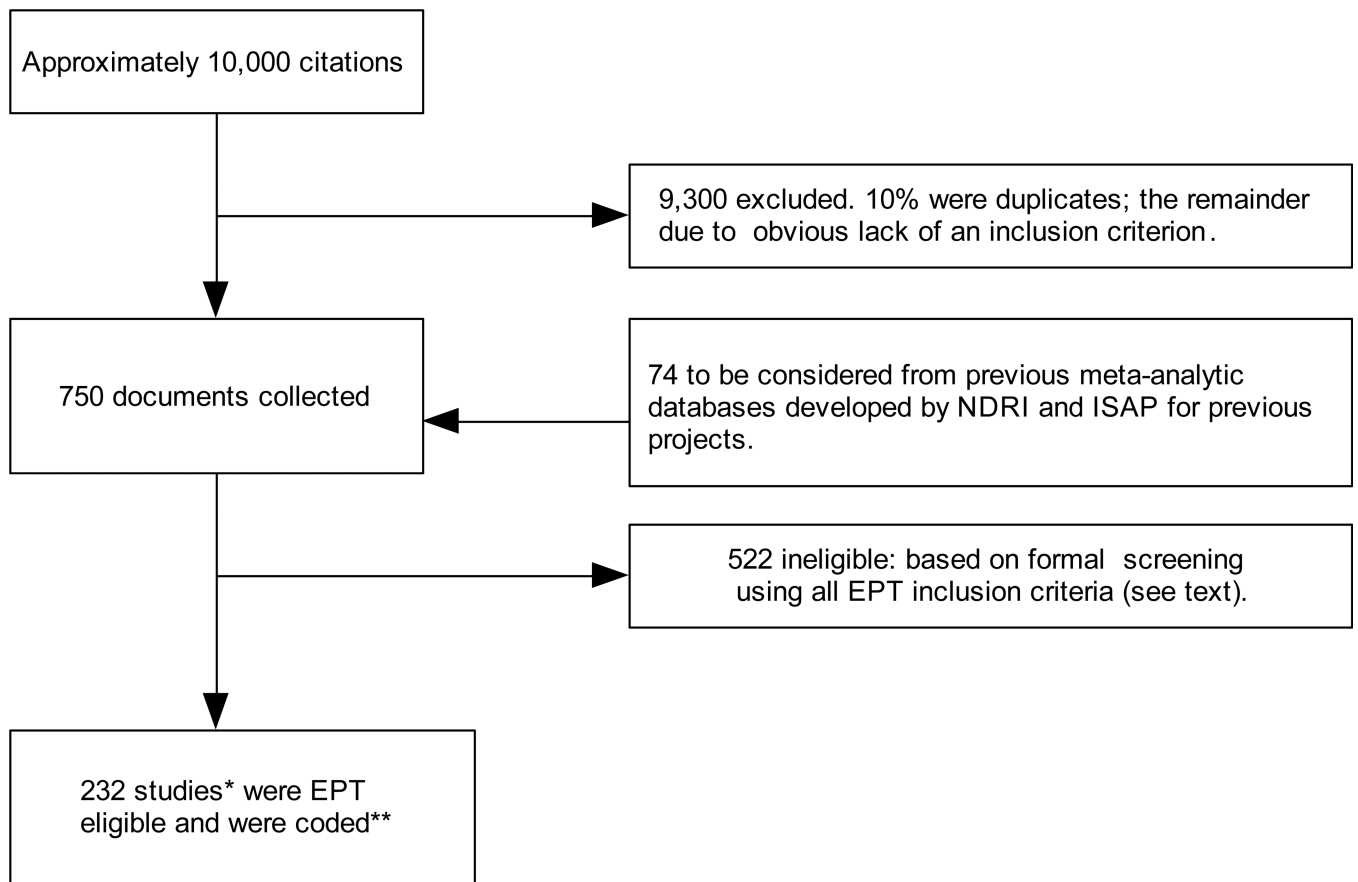 Approximately 10,000 citations
9,300 excluded. 10% were duplicates; the remainder
due to obvious lack of an inclusion criterion.
750 documents collected
74 to be considered from previous meta-analytic
databases developed by NDRI and ISAP for previous
projects.
522 ineligible: based on formal screening
using all EPT inclusion criteria (see text).
232 studies* were EPT
eligible and were coded**